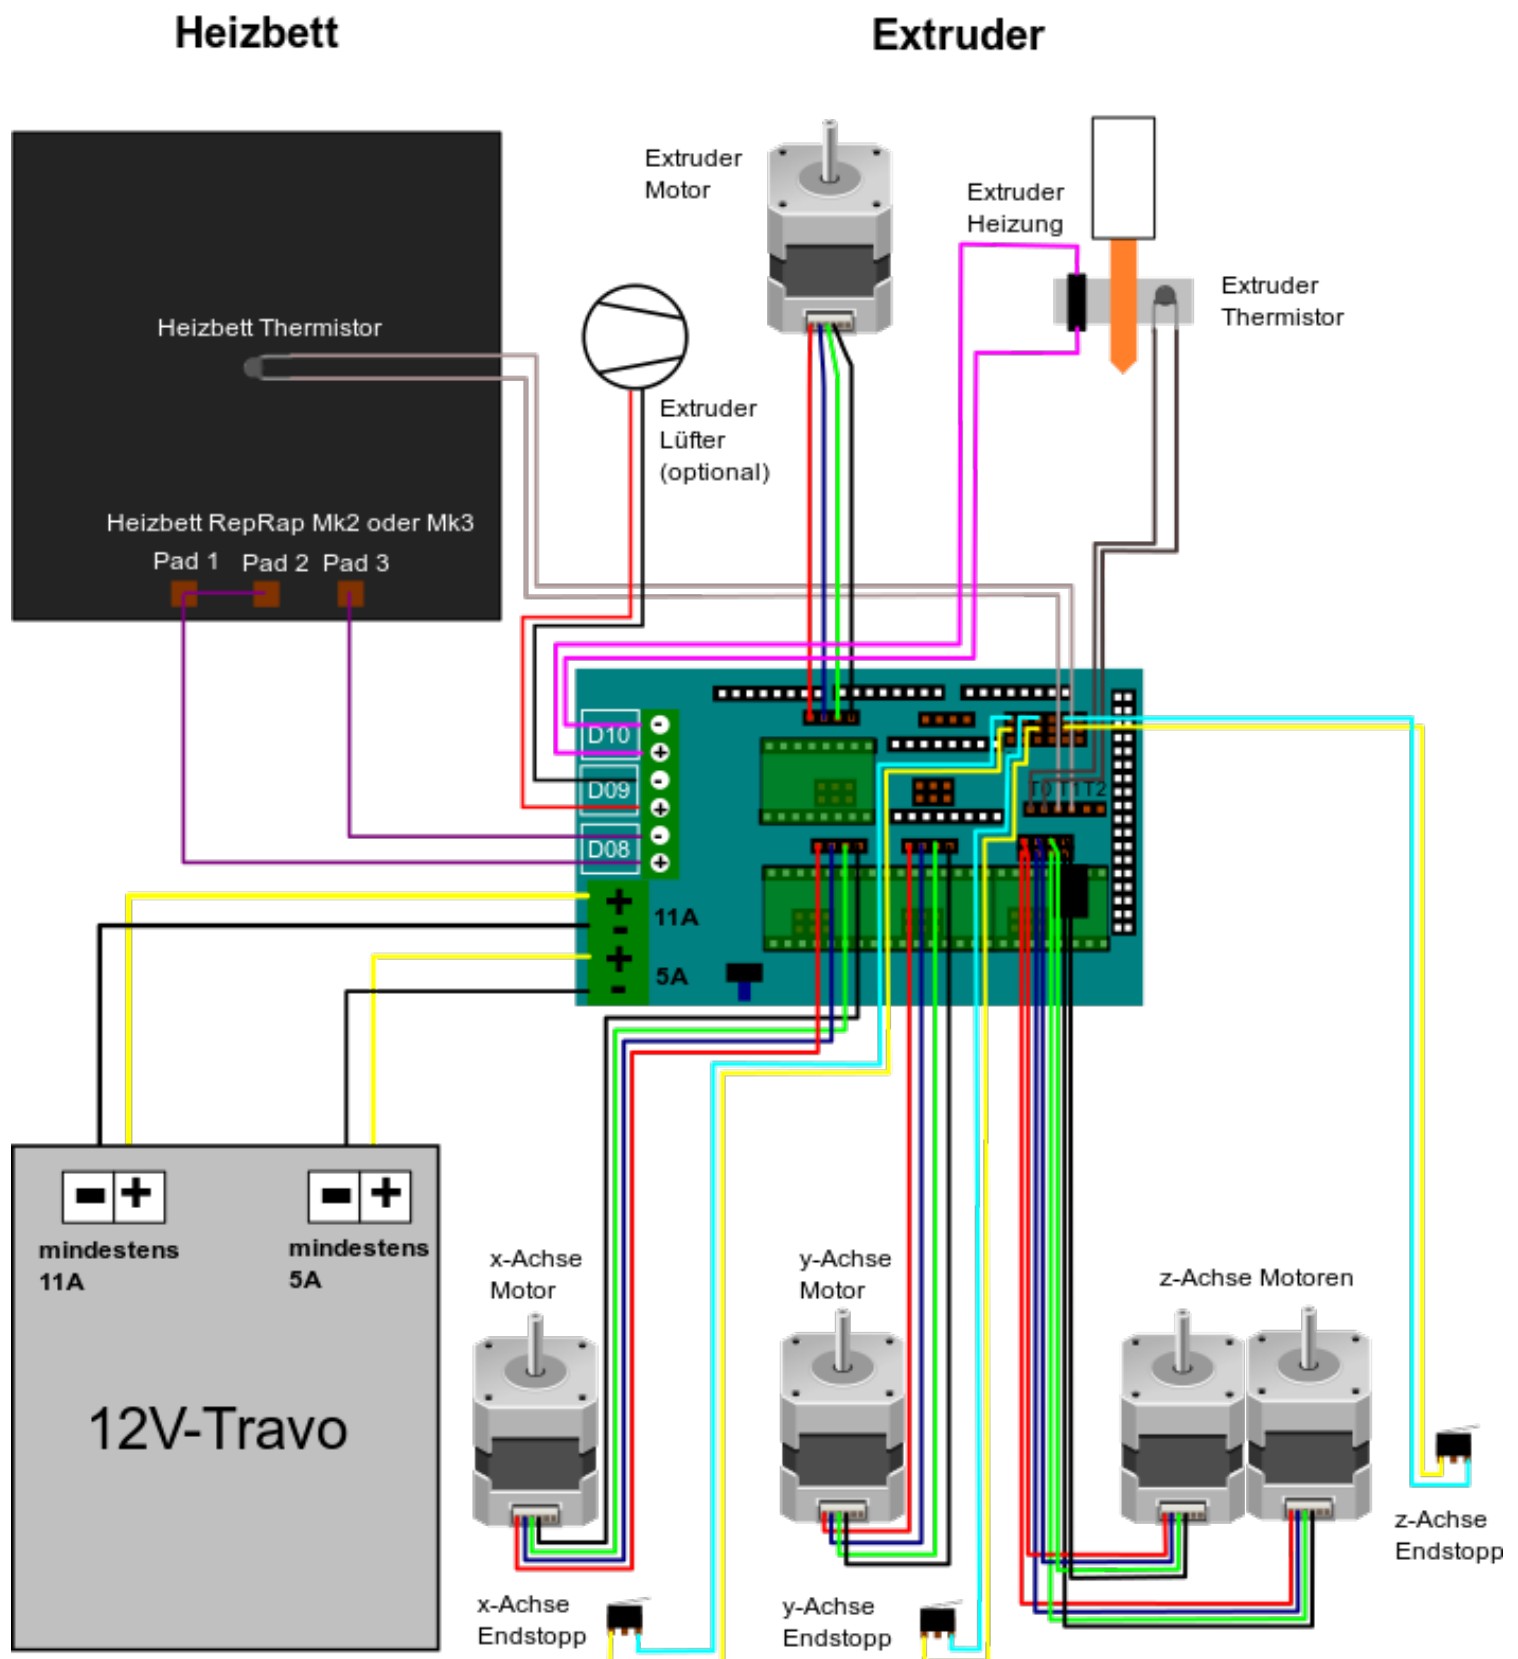 Heizbett
Extruder
Extruder
Motor
Extruder
Heizung
Extruder
Thermistor
Heizbett Thermistor
Extruder
Lüfter
(optional)
Heizbett RepRap Mk2 oder Mk3
Pad 1 Pad 2 Pad 3
D10
-
+
D09
-
+
D08
-
+
T0 T1 T2
+
-
11A
+
-
5A
- +
mindestens
11A
- +
mindestens
5A
12V-Travo
x-Achse
Motor
y-Achse
Motor
z-Achse Motoren
z-Achse
Endstopp
x-Achse
Endstopp
y-Achse
Endstopp